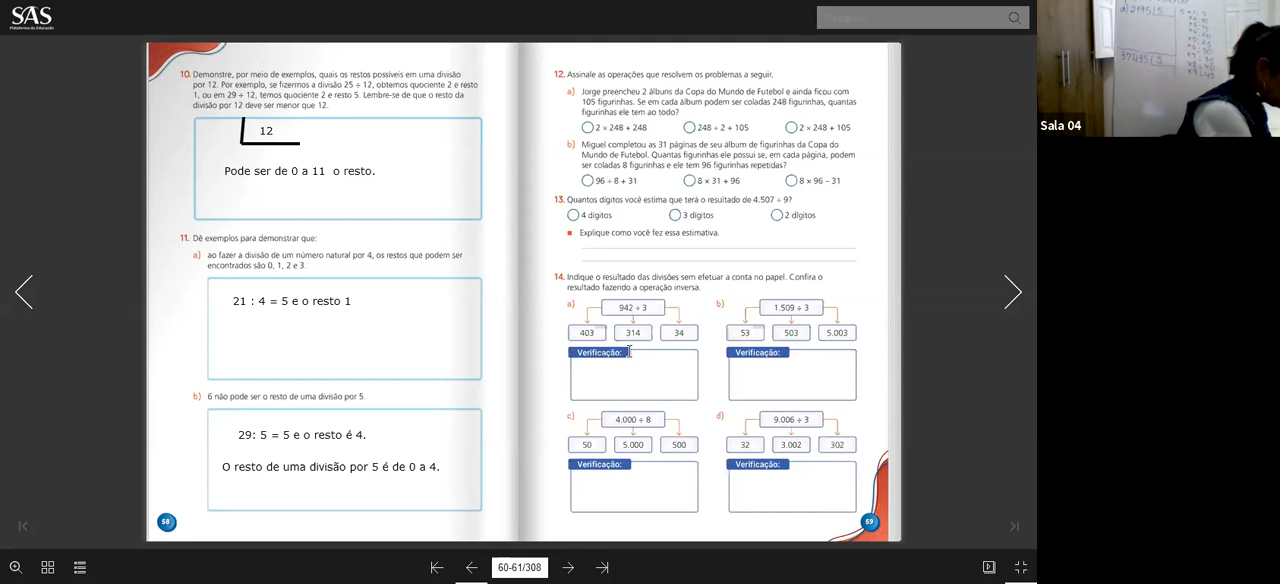 SAS
Plataforma de Educação
Sala 04
10. Demonstre, por meio de exemplos, quais os restos possíveis em uma divisão
por 12. Por exemplo, se fizermos a divisão 25 ÷ 12, obtemos quociente 2 e resto
1, ou em 29 ÷ 12, temos quociente 2 e resto 5. Lembre-se de que o resto da
divisão por 12 deve ser menor que 12.
12
Pode ser de 0 a 11 o resto.
11. Dê exemplos para demonstrar que:
a) ao fazer a divisão de um número natural por 4, os restos que podem ser
encontrados são 0, 1, 2 e 3.
21 : 4 = 5 e o resto 1
b) 6 não pode ser o resto de uma divisão por 5.
29: 5 = 5 e o resto é 4.
O resto de uma divisão por 5 é de 0 a 4.
58
12. Assinale as operações que resolvem os problemas a seguir.
a) Jorge preencheu 2 álbuns da Copa do Mundo de Futebol e ainda ficou com
105 figurinhas. Se em cada álbum podem ser coladas 248 figurinhas, quantas
figurinhas ele tem ao todo?
2 × 248 + 248 248 ÷ 2 + 105 2 × 248 + 105
b) Miguel completou as 31 páginas de seu álbum de figurinhas da Copa do
Mundo de Futebol. Quantas figurinhas ele possui se, em cada página, podem
ser coladas 8 figurinhas e ele tem 96 figurinhas repetidas?
96 ÷ 8 + 31 8 × 31 + 96 8 × 96 – 31
13. Quantos dígitos você estima que terá o resultado de 4.507 ÷ 9?
4 dígitos 3 dígitos 2 dígitos
■ Explique como você fez essa estimativa.
14. Indique o resultado das divisões sem efetuar a conta no papel. Confira o
resultado fazendo a operação inversa.
a) 942 ÷ 3
403 314 34
Verificação:
b) 1.509 ÷ 3
53 503 5.003
Verificação:
c) 4.000 ÷ 8
50 5.000 500
Verificação:
d) 9.006 ÷ 3
32 3.002 302
Verificação:
59
60-61/308